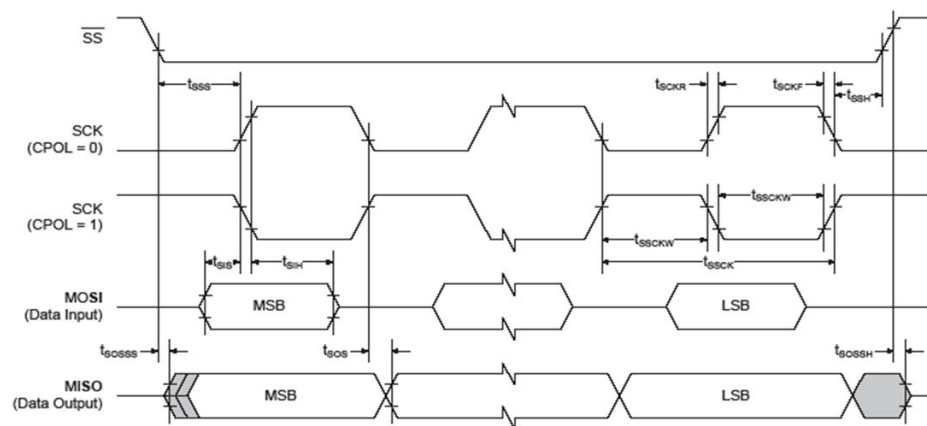 SS
tSSS
tSCKR
tSCKF
tSSH
SCK
(CPOL = 0)
SCK
(CPOL = 1)
tSSCKW
tSSCKW
tSSCK
tSIS
tSIH
MOSI
(Data Input)
MSB
LSB
tSOSSS
tSOS
tSOSSH
MISO
(Data Output)
MSB
LSB